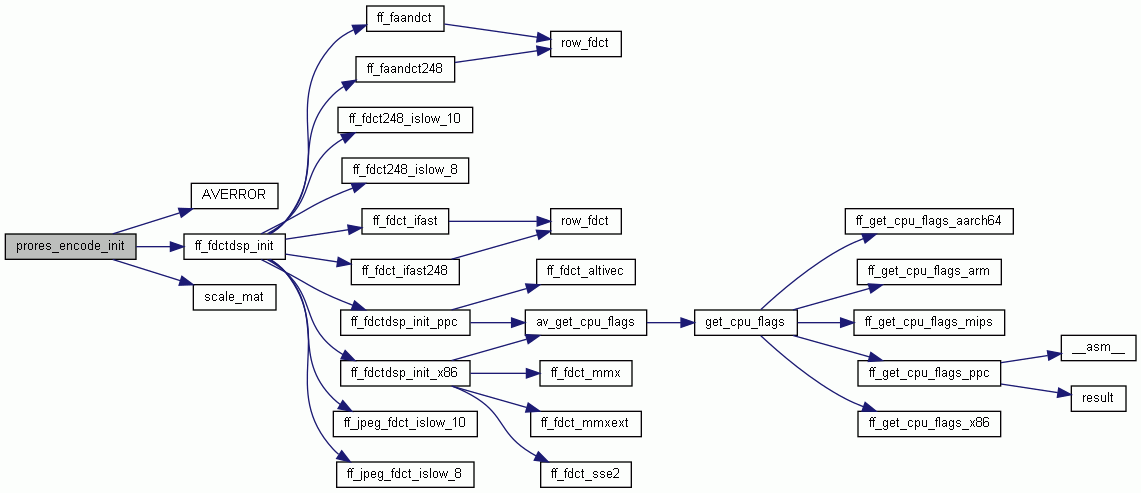 prores_encode_init
AVERROR
ff_fdctdsp_init
scale_mat
ff_faandct
ff_faandct248
ff_fdct248_islow_10
ff_fdct248_islow_8
ff_fdct_ifast
ff_fdct_ifast248
ff_fdctdsp_init_ppc
ff_fdctdsp_init_x86
ff_jpeg_fdct_islow_10
ff_jpeg_fdct_islow_8
row_fdct
row_fdct
ff_fdct_altivec
av_get_cpu_flags
ff_fdct_mmx
ff_fdct_mmxext
ff_fdct_sse2
get_cpu_flags
ff_get_cpu_flags_aarch64
ff_get_cpu_flags_arm
ff_get_cpu_flags_mips
ff_get_cpu_flags_ppc
ff_get_cpu_flags_x86
__asm__
result